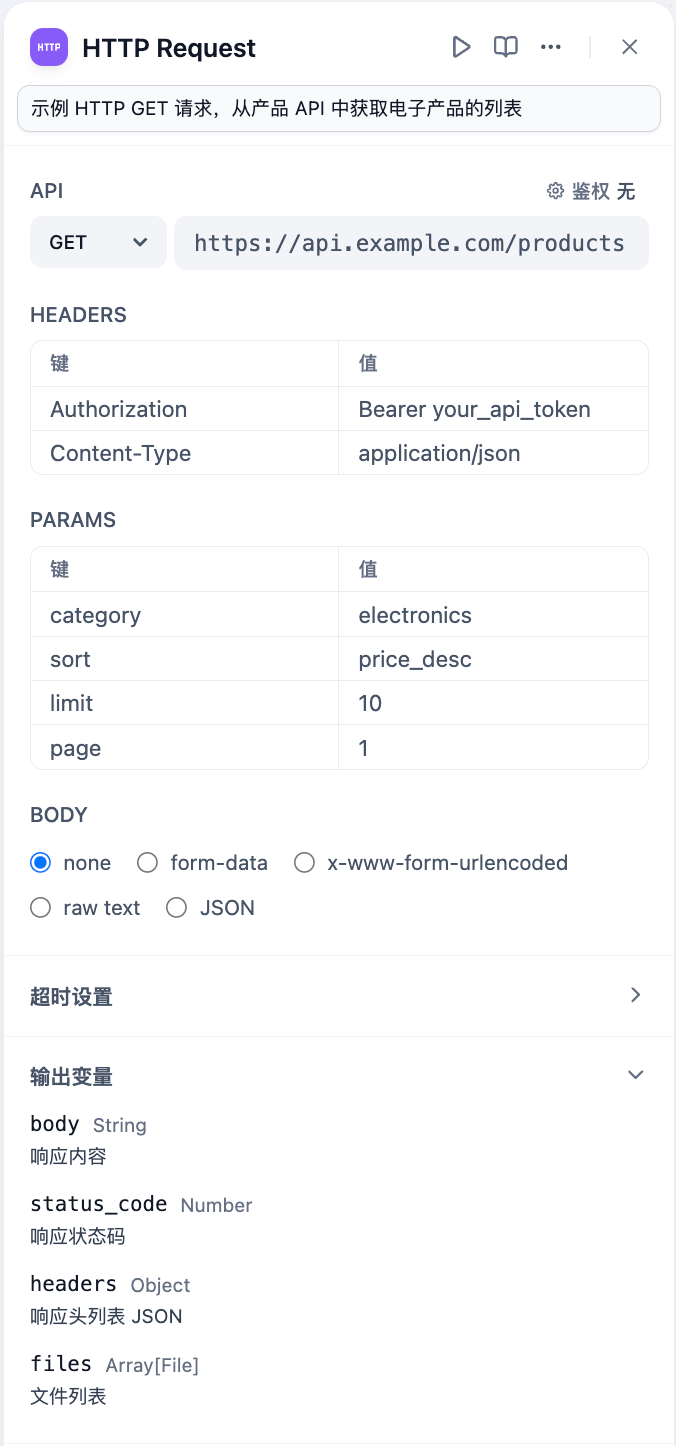 HTTP HTTP Request
示例 HTTP GET 请求，从产品 API 中获取电子产品的列表
API 鉴权 无
GET https://api.example.com/products
HEADERS
键 值
Authorization Bearer your_api_token
Content-Type application/json
PARAMS
键 值
category electronics
sort price_desc
limit 10
page 1
BODY
none form-data x-www-form-urlencoded
raw text JSON
超时设置
输出变量
body String
响应内容
status_code Number
响应状态码
headers Object
响应头列表 JSON
files Array[File]
文件列表